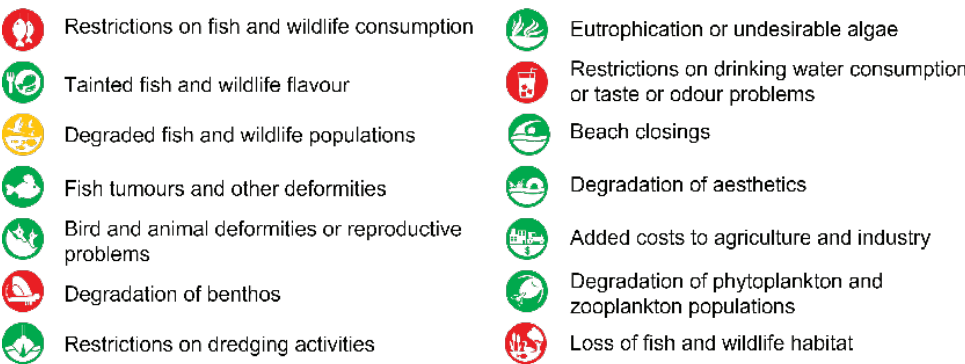 Restrictions on fish and wildlife consumption
Tainted fish and wildlife flavour
Degraded fish and wildlife populations
Fish tumours and other deformities
Bird and animal deformities or reproductive
problems
Degradation of benthos
Restrictions on dredging activities
Eutrophication or undesirable algae
Restrictions on drinking water consumption
or taste or odour problems
Beach closings
Degradation of aesthetics
Added costs to agriculture and industry
$
Degradation of phytoplankton and
zooplankton populations
Loss of fish and wildlife habitat